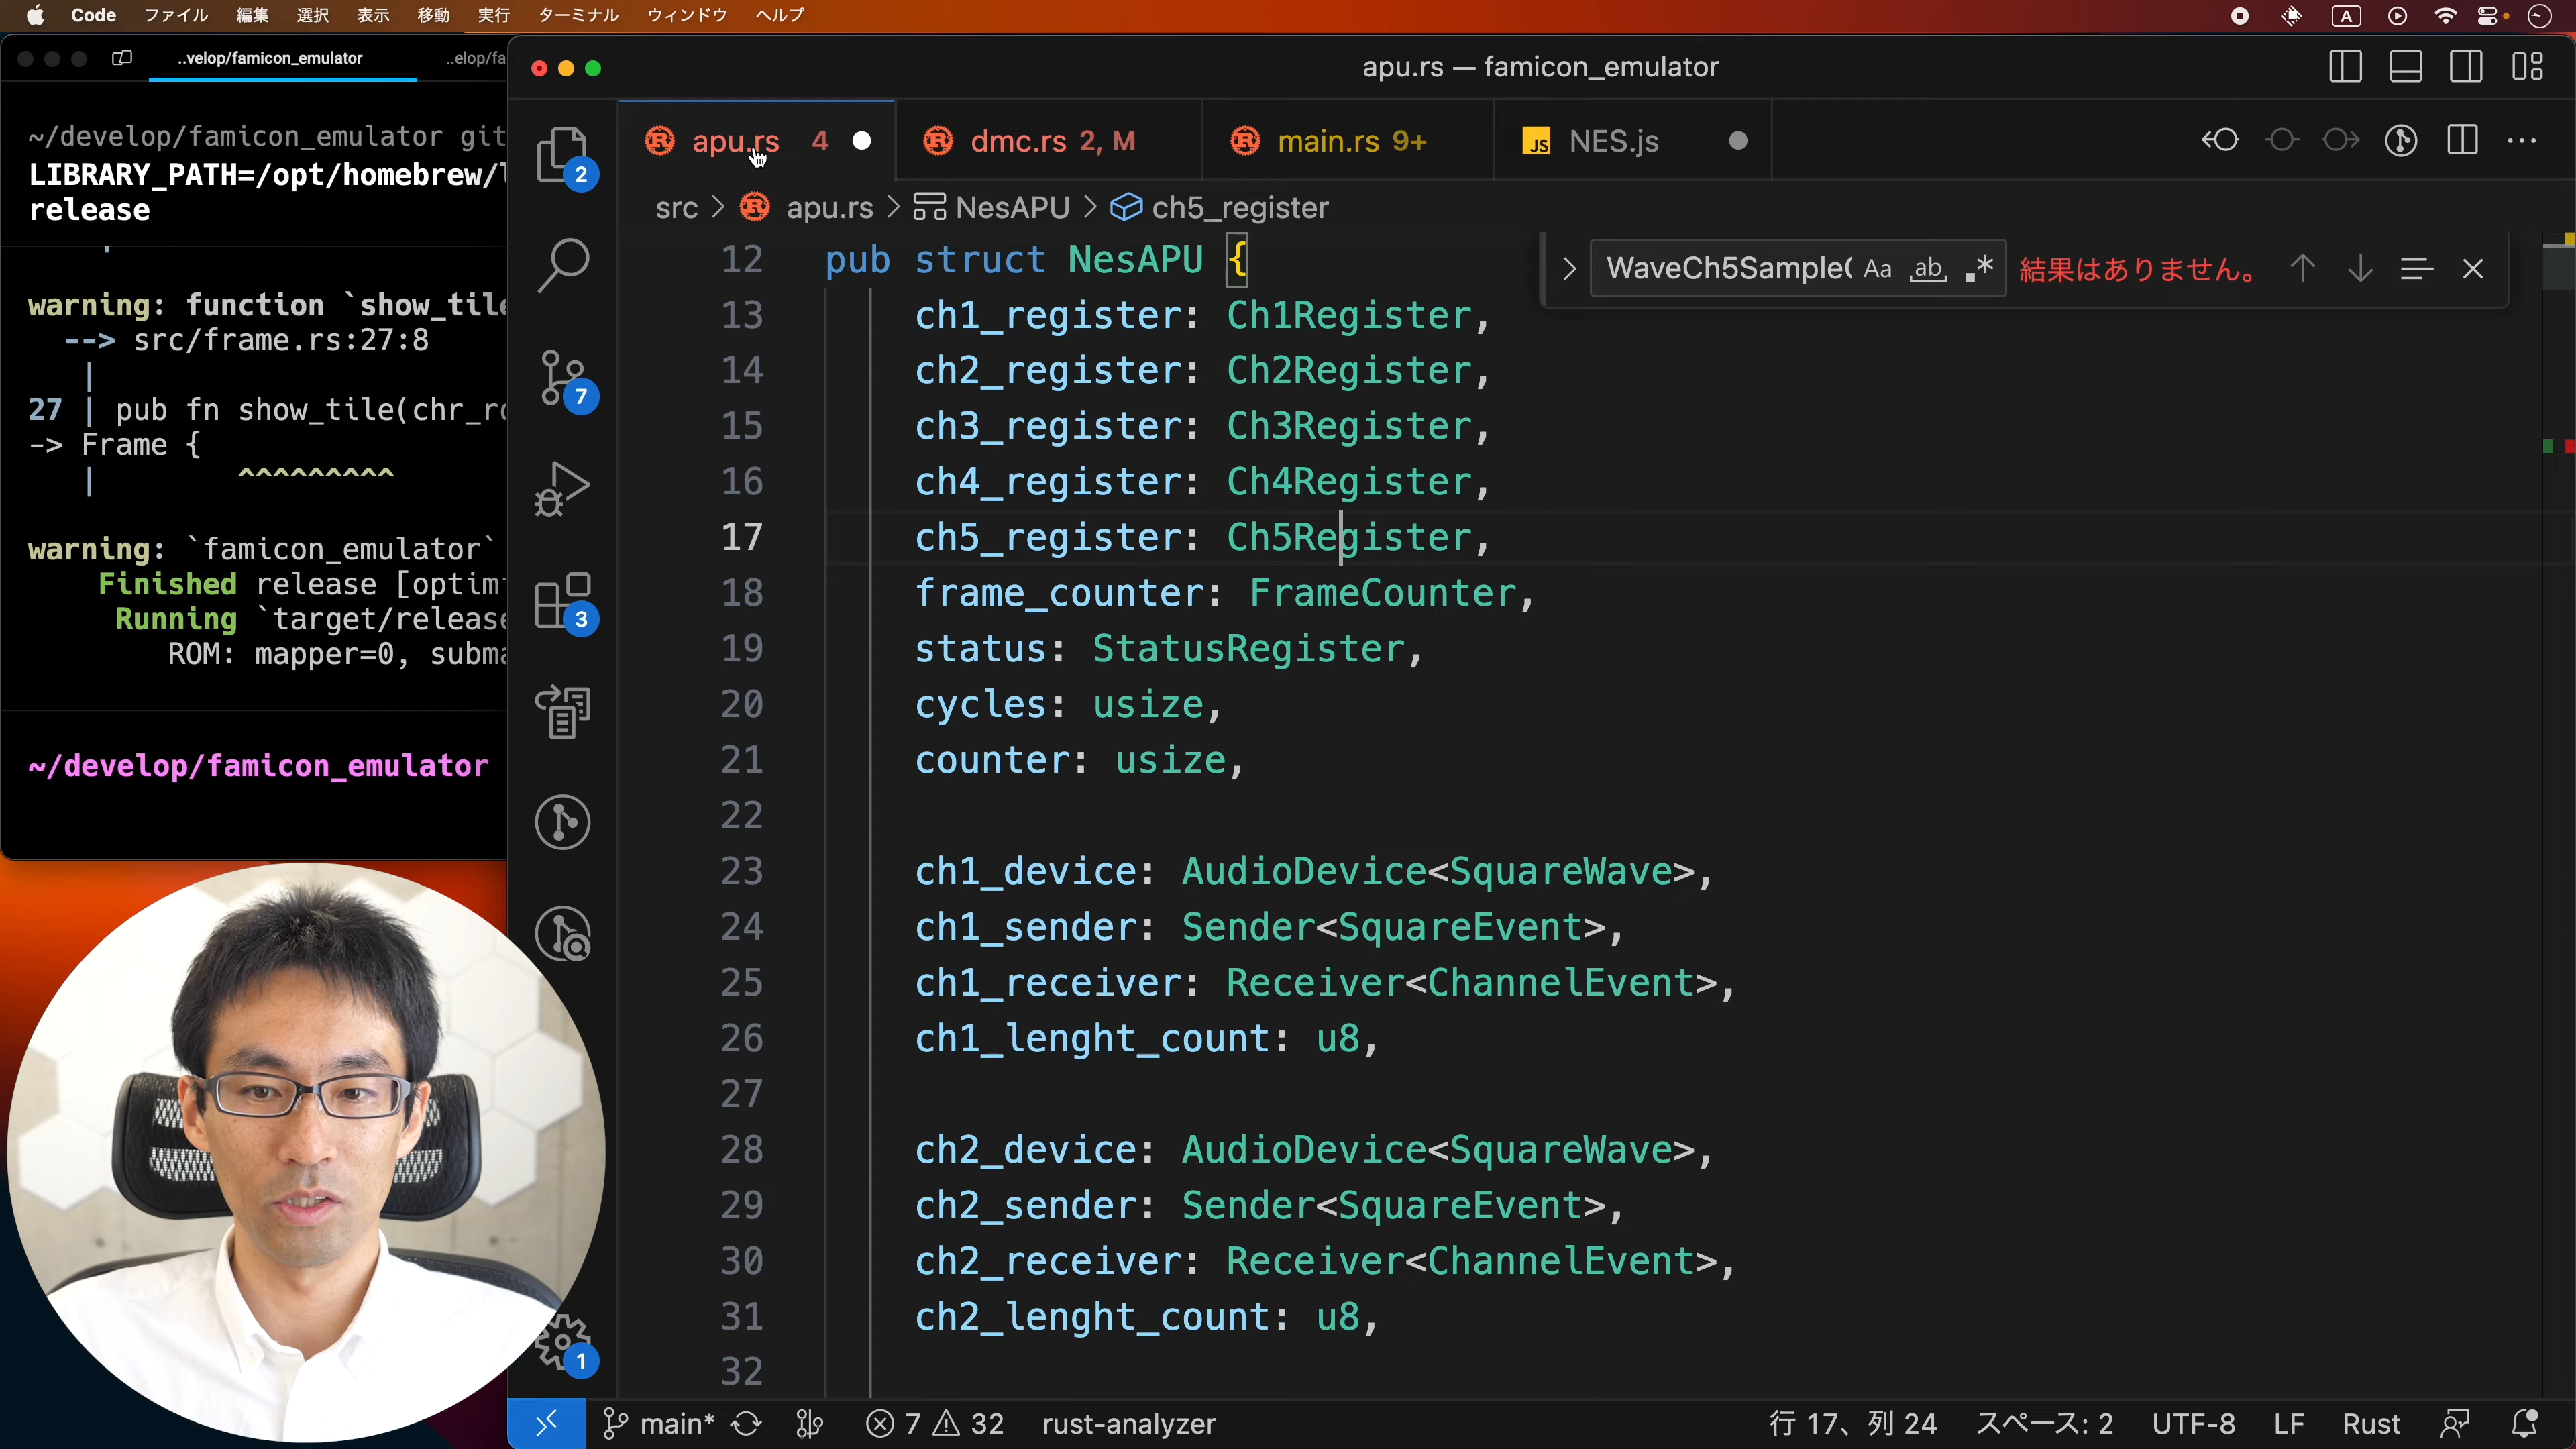 Code ファイル 編集 選択 表示 移動 実行 ターミナル ウィンドウ ヘルプ A
..velop/famicon_emulator ..elop/fa
~/develop/famicon_emulator git
LIBRARY_PATH=/opt/homebrew/l
release
warning: function `show_tile
--> src/frame.rs:27:8
|
27 | pub fn show_tile(chr_ro
-> Frame {
| ^^^^^^^^^
warning: `famicon_emulator`
Finished release [optimi
Running `target/release
ROM: mapper=0, subma
~/develop/famicon_emulator
apu.rs — famicon_emulator
apu.rs 4 dmc.rs 2, M main.rs 9+ JS NES.js
src > apu.rs > NesAPU > ch5_register
WaveCh5Sample Aa ab .* 結果はありません。
2
7
3
1
12 pub struct NesAPU {
13 ch1_register: Ch1Register,
14 ch2_register: Ch2Register,
15 ch3_register: Ch3Register,
16 ch4_register: Ch4Register,
17 ch5_register: Ch5Register,
18 frame_counter: FrameCounter,
19 status: StatusRegister,
20 cycles: usize,
21 counter: usize,
22
23 ch1_device: AudioDevice<SquareWave>,
24 ch1_sender: Sender<SquareEvent>,
25 ch1_receiver: Receiver<ChannelEvent>,
26 ch1_lenght_count: u8,
27
28 ch2_device: AudioDevice<SquareWave>,
29 ch2_sender: Sender<SquareEvent>,
30 ch2_receiver: Receiver<ChannelEvent>,
31 ch2_lenght_count: u8,
32
main* 7 32 rust-analyzer 行 17、列 24 スペース: 2 UTF-8 LF Rust